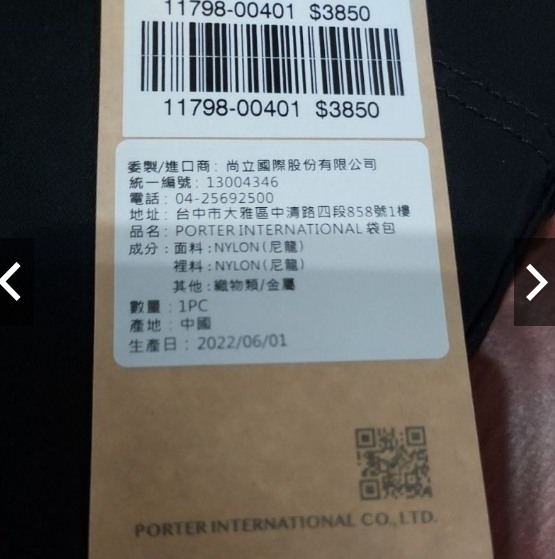 11798-00401 $3850
11798-00401 $3850
委製/進口商: 尚立國際股份有限公司
統一編號: 13004346
電話: 04-25692500
地址: 台中市大雅區中清路四段858號1樓
品名: PORTER INTERNATIONAL 袋包
成分: 面料:NYLON(尼龍)
裡料:NYLON(尼龍)
其他:織物類/金屬
數量: 1PC
產地: 中國
生產日: 2022/06/01
PORTER INTERNATIONAL CO., LTD.